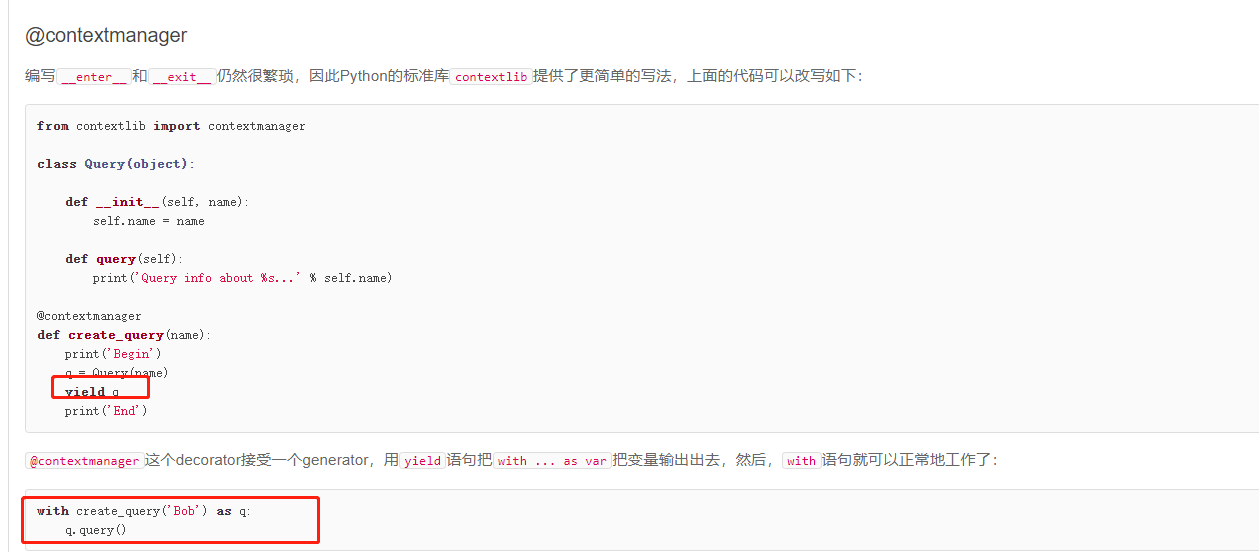 @contextmanager
编写__enter__和__exit__仍然很繁琐，因此Python的标准库contextlib提供了更简单的写法，上面的代码可以改写如下：
from contextlib import contextmanager
class Query(object):
def __init__(self, name):
self.name = name
def query(self):
print('Query info about %s...' % self.name)
@contextmanager
def create_query(name):
print('Begin')
q = Query(name)
yield q
print('End')
@contextmanager这个decorator接受一个generator，用yield语句把with ... as var把变量输出出去，然后，with语句就可以正常地工作了：
with create_query('Bob') as q:
q.query()